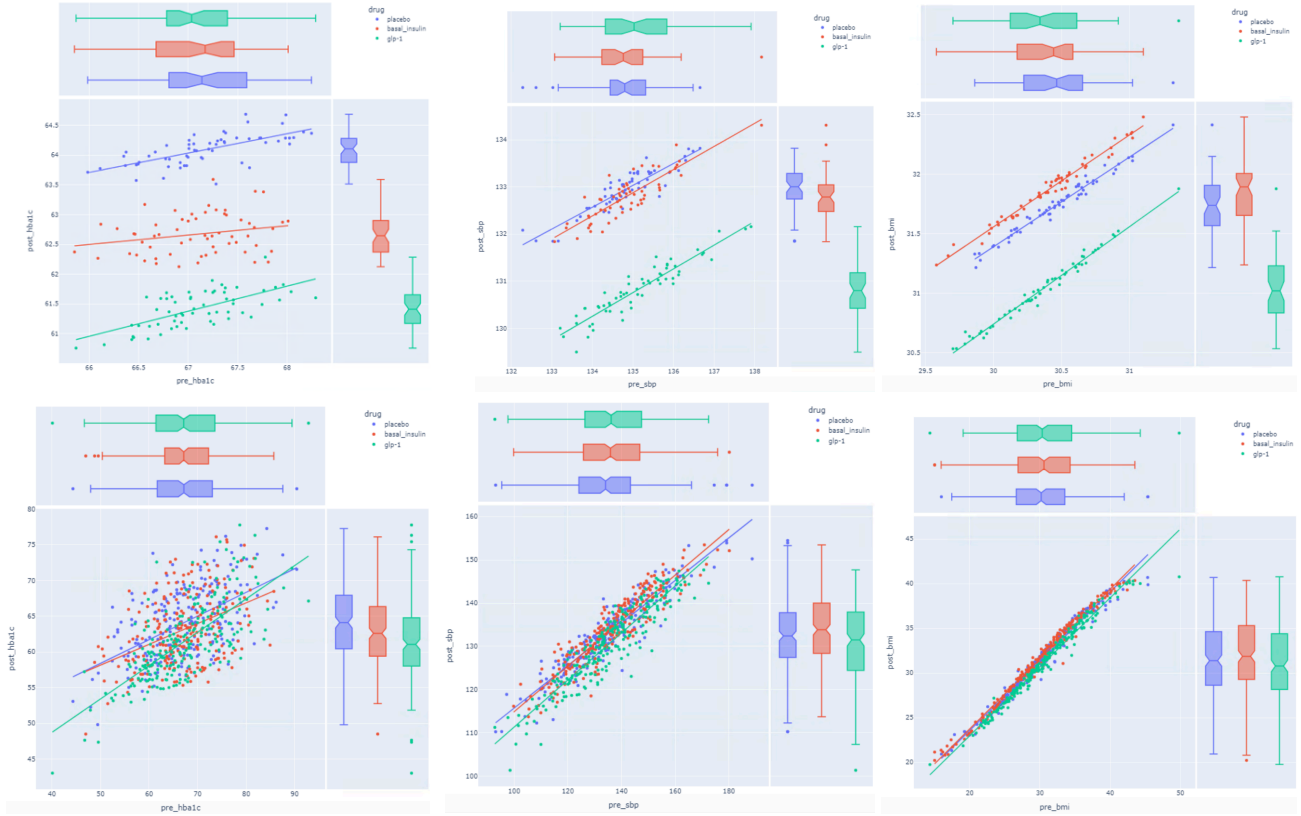 drug
placebo
basal_insulin
glp-1
64.5
64
63.5
63
62.5
62
61.5
61
post_hba1c
66
66.5
67
67.5
68
pre_hba1c
drug
placebo
basal_insulin
glp-1
134
133
132
131
130
post_sbp
132
133
134
135
136
137
138
pre_sbp
drug
placebo
basal_insulin
glp-1
32.5
32
31.5
31
30.5
post_bmi
29.5
30
30.5
31
pre_bmi
drug
placebo
basal_insulin
glp-1
80
75
70
65
60
55
50
45
post_hba1c
40
50
60
70
80
90
pre_hba1c
drug
placebo
basal_insulin
glp-1
160
150
140
130
120
110
100
post_sbp
100
120
140
160
180
pre_sbp
drug
placebo
basal_insulin
glp-1
45
40
35
30
25
20
post_bmi
20
30
40
50
pre_bmi